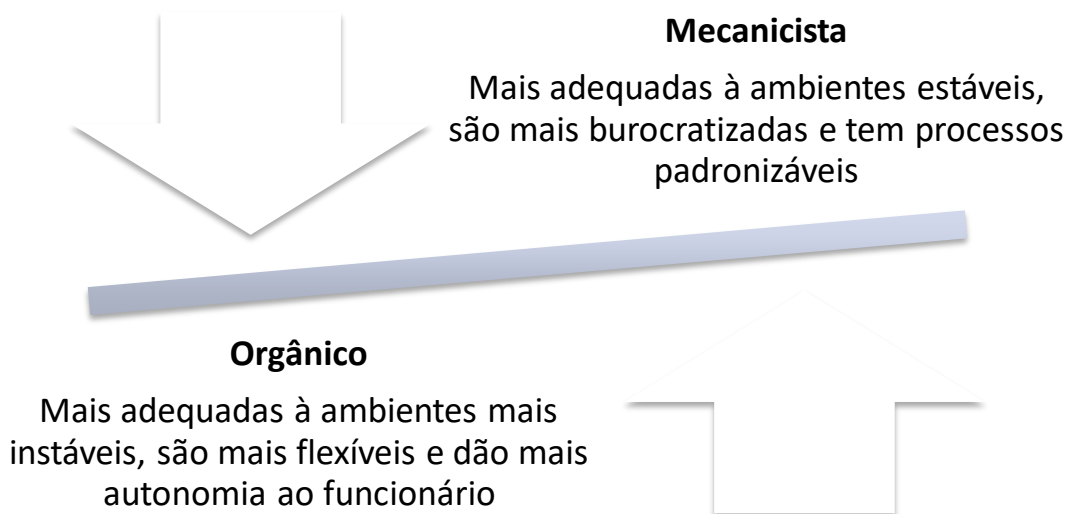 Mecanicista
Mais adequadas à ambientes estáveis,
são mais burocratizadas e tem processos
padronizáveis
Orgânico
Mais adequadas à ambientes mais
instáveis, são mais flexíveis e dão mais
autonomia ao funcionário